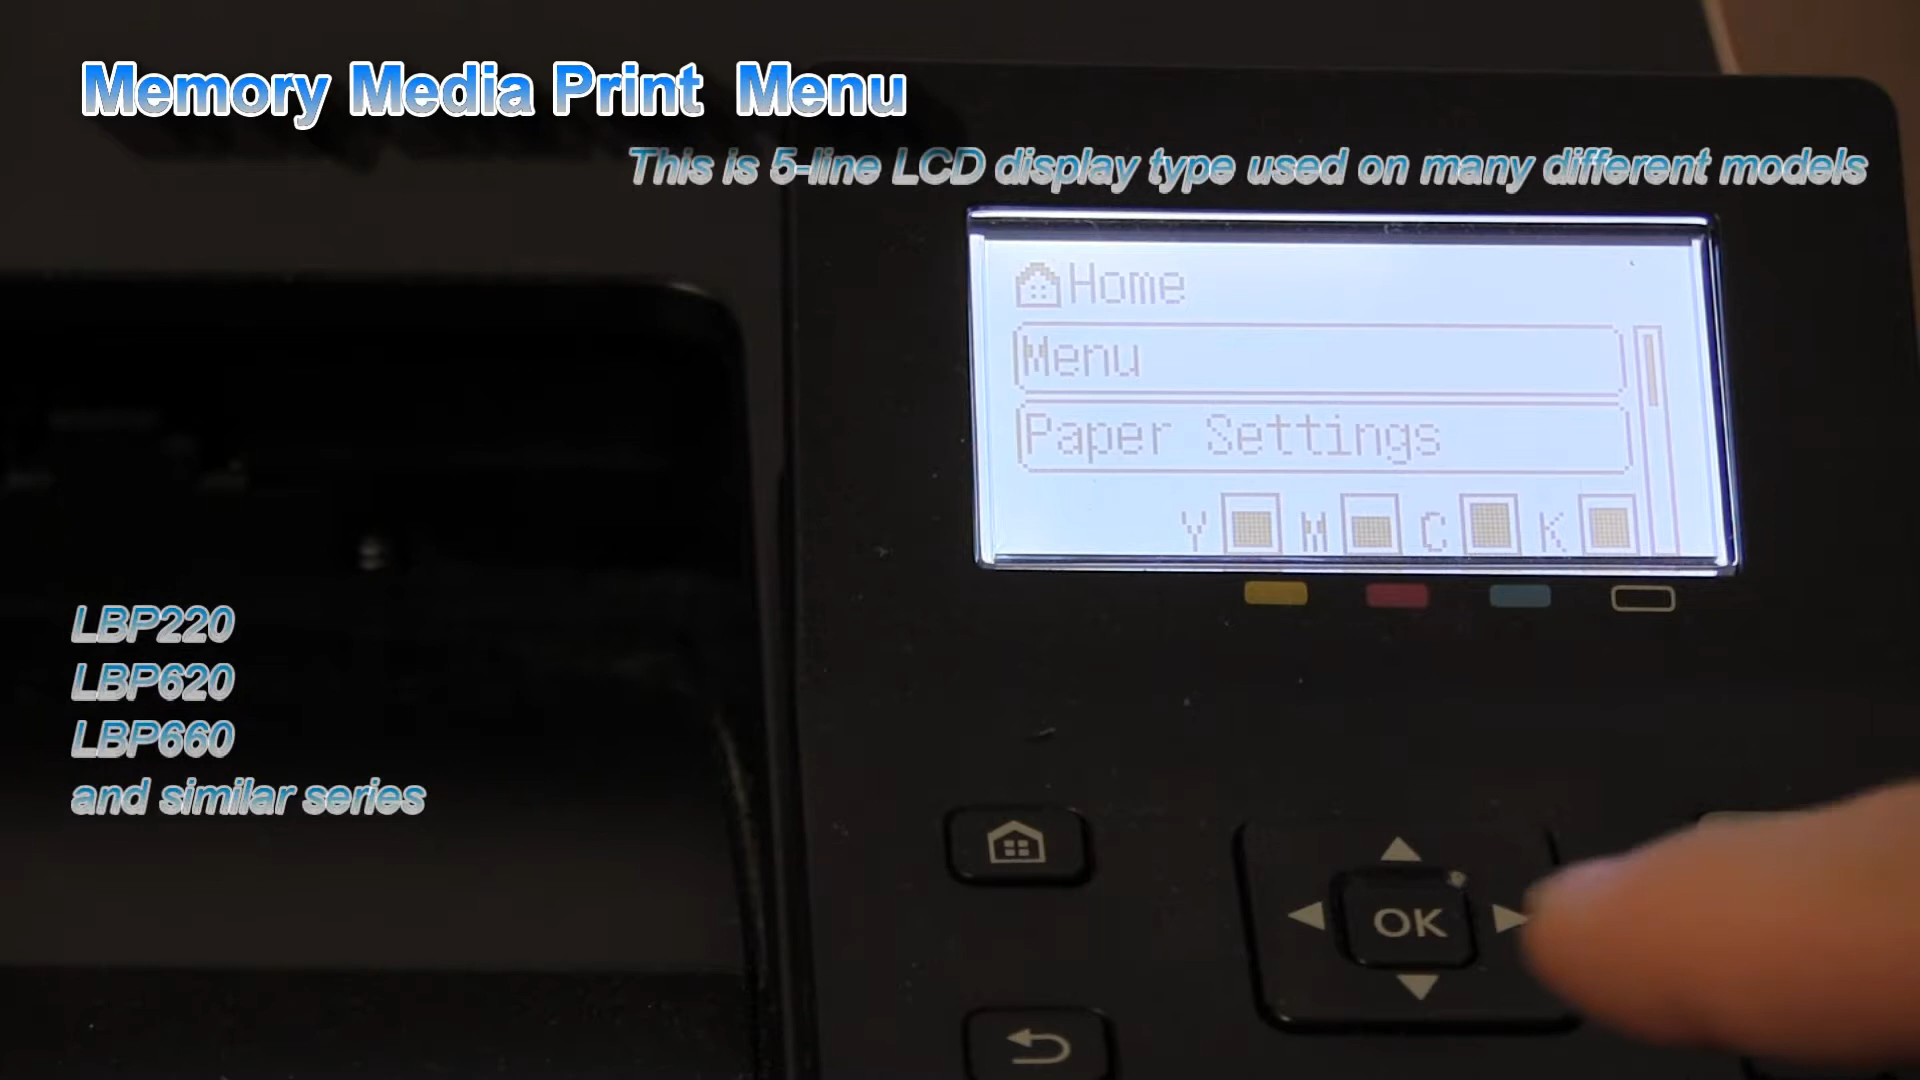 Memory Media Print Menu
This is 5-line LCD display type used on many different models
Home
Menu
Paper Settings
Y M C K
LBP220
LBP620
LBP660
and similar series
OK